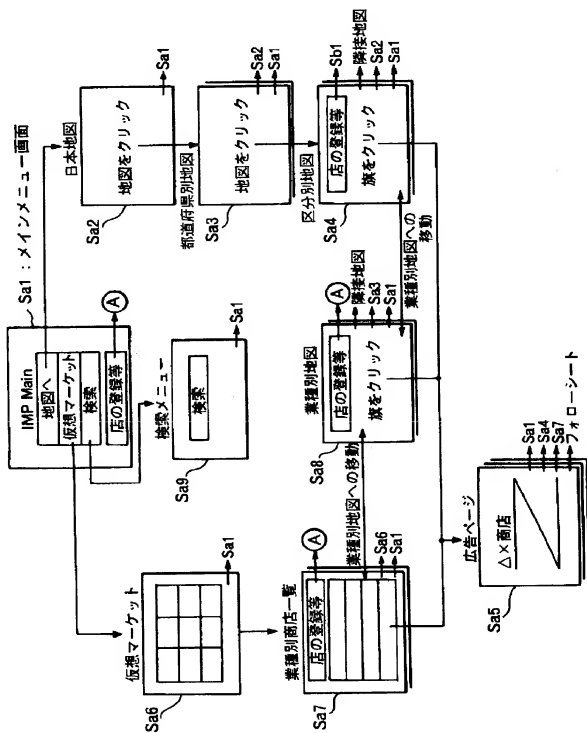 Sa1：メインメニュー画面
IMP Main
地図へ
仮想マーケット
検索
店の登録等
A
日本地図
地図をクリック
Sa1
Sa2
都道府県別地図
地図をクリック
Sa2
Sa1
Sa3
区分別地図
店の登録等
旗をクリック
Sb1
隣接地図
Sa2
Sa1
Sa4
検索メニュー
検索
Sa1
Sa9
業種別地図
店の登録等
旗をクリック
A
隣接地図
Sa3
Sa1
Sa8
業種別地図への
移動
仮想マーケット
Sa1
Sa6
業種別商店一覧
店の登録等
A
Sa6
Sa1
Sa7
業種別地図への移動
広告ページ
△×商店
Sa1
Sa4
Sa7
フォローシート
Sa5